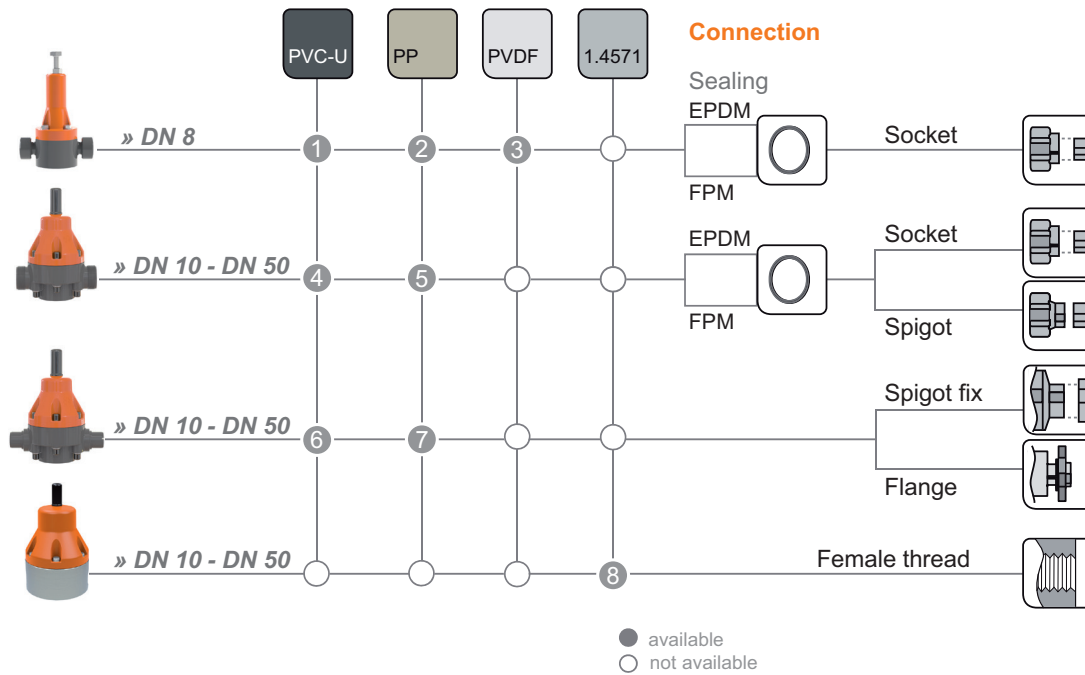 PVC-U PP PVDF 1.4571
Connection
Sealing
» DN 8
1 2 3
EPDM
FPM
Socket
» DN 10 - DN 50
4 5
EPDM
FPM
Socket
Spigot
» DN 10 - DN 50
6 7
Spigot fix
Flange
» DN 10 - DN 50
8
Female thread
available
not available